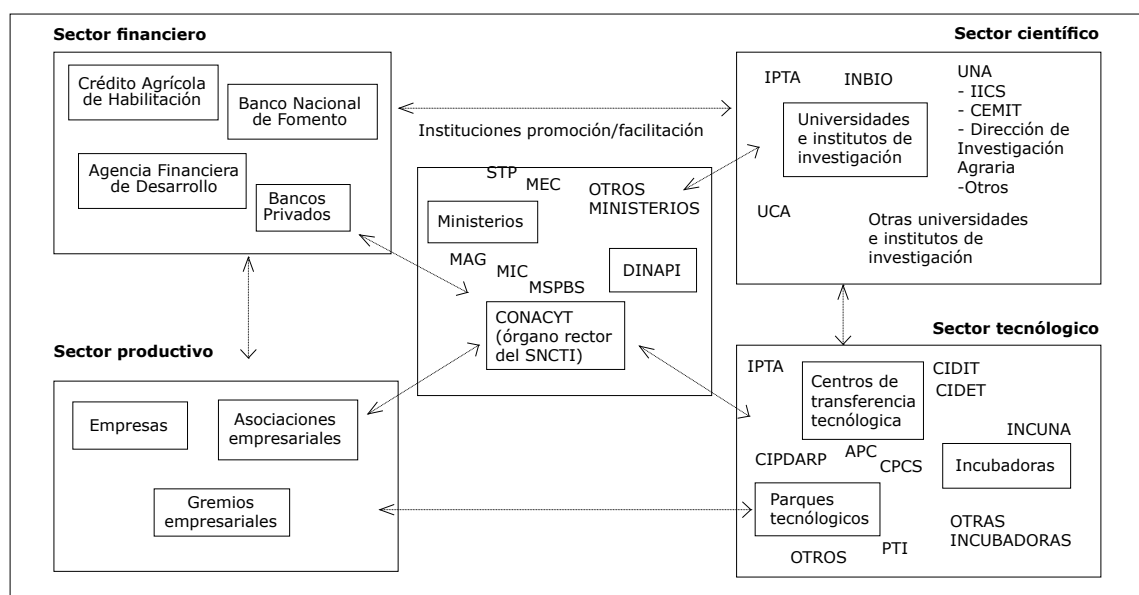 Sector financiero
Crédito Agrícola
de Habilitación
Banco Nacional
de Fomento
Agencia Financiera
de Desarrollo
Bancos
Privados
Instituciones promoción/facilitación
STP
MEC
OTROS
MINISTERIOS
Ministerios
MAG
MIC
MSPBS
DINAPI
CONACYT
(órgano rector
del SNCTI)
Sector científico
IPTA
INBIO
Universidades
e institutos de
investigación
UNA
- IICS
- CEMIT
- Dirección de
Investigación
Agraria
-Otros
UCA
Otras universidades
e institutos de
investigación
Sector productivo
Empresas
Asociaciones
empresariales
Gremios
empresariales
Sector tecnólogico
IPTA
Centros de
transferencia
tecnólogica
CIDIT
CIDET
INCUNA
CIPDARP
APC
CPCS
Incubadoras
Parques
tecnólogicos
OTRAS
INCUBADORAS
OTROS
PTI